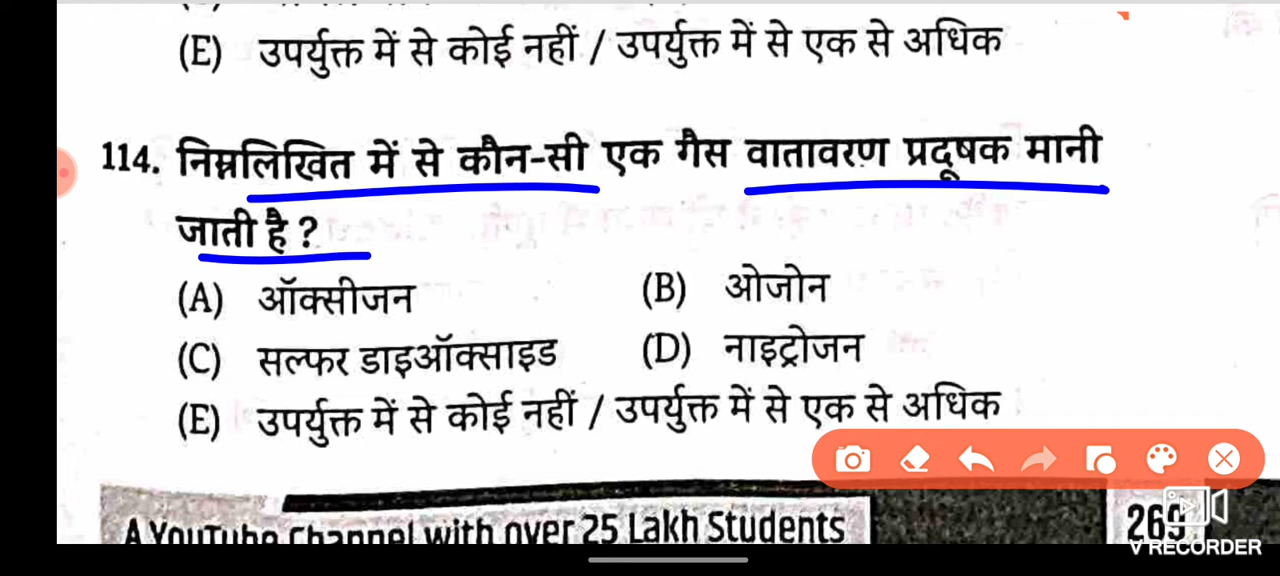 (E) उपर्युक्त में से कोई नहीं / उपर्युक्त में से एक से अधिक
114. निम्नलिखित में से कौन-सी एक गैस वातावरण प्रदूषक मानी
जाती है ?
(A) ऑक्सीजन (B) ओजोन
(C) सल्फर डाइऑक्साइड (D) नाइट्रोजन
(E) उपर्युक्त में से कोई नहीं / उपर्युक्त में से एक से अधिक
A YouTube Channel with over 25 Lakh Students
269
V RECORDER